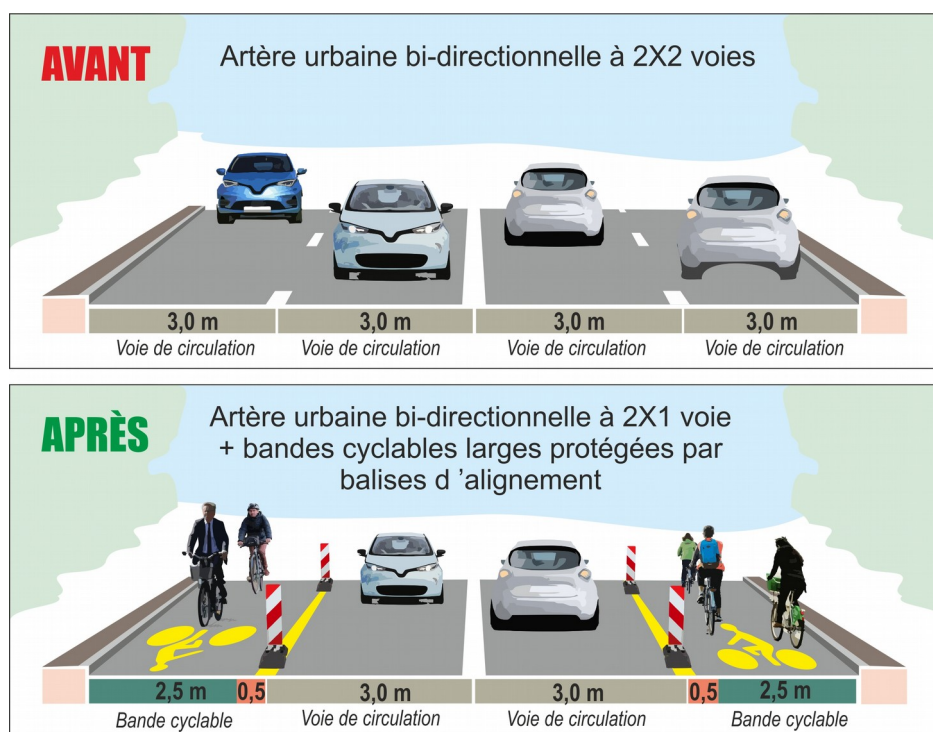 AVANT
Artère urbaine bi-directionnelle à 2X2 voies
3,0 m
3,0 m
3,0 m
3,0 m
Voie de circulation
Voie de circulation
Voie de circulation
Voie de circulation
APRÈS
Artère urbaine bi-directionnelle à 2X1 voie
+ bandes cyclables larges protégées par
balises d 'alignement
2,5 m
0,5
3,0 m
3,0 m
0,5
2,5 m
Bande cyclable
Voie de circulation
Voie de circulation
Bande cyclable